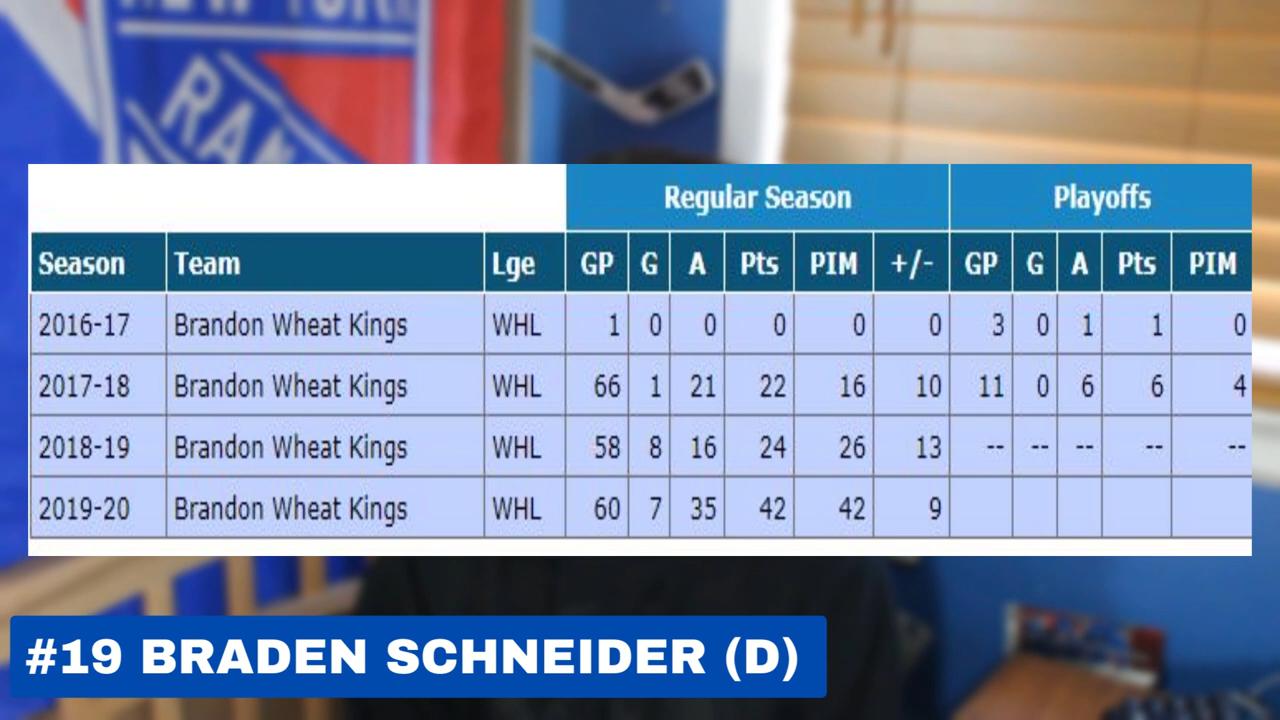 NEW YORK
RAN
Regular Season Playoffs
Season Team Lge GP G A Pts PIM +/- GP G A Pts PIM
2016-17 Brandon Wheat Kings WHL 1 0 0 0 0 0 3 0 1 1 0
2017-18 Brandon Wheat Kings WHL 66 1 21 22 16 10 11 0 6 6 4
2018-19 Brandon Wheat Kings WHL 58 8 16 24 26 13 -- -- -- -- --
2019-20 Brandon Wheat Kings WHL 60 7 35 42 42 9
#19 BRADEN SCHNEIDER (D)